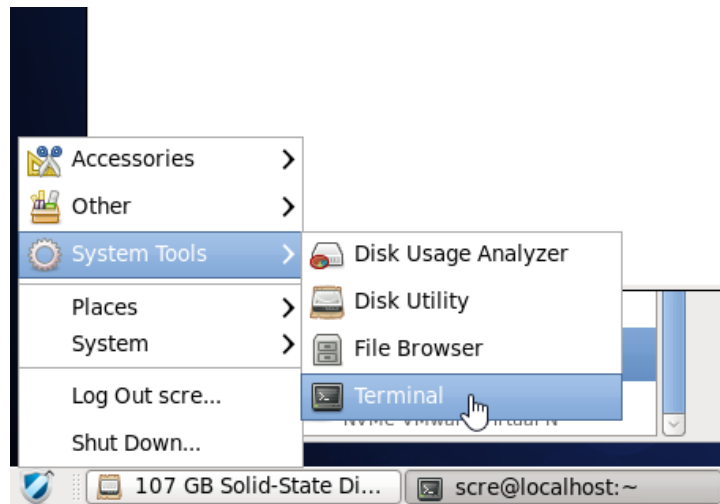 Accessories
Other
System Tools
Places
System
Log Out scre...
Shut Down...
Disk Usage Analyzer
Disk Utility
File Browser
Terminal
107 GB Solid-State Di...
scre@localhost:~